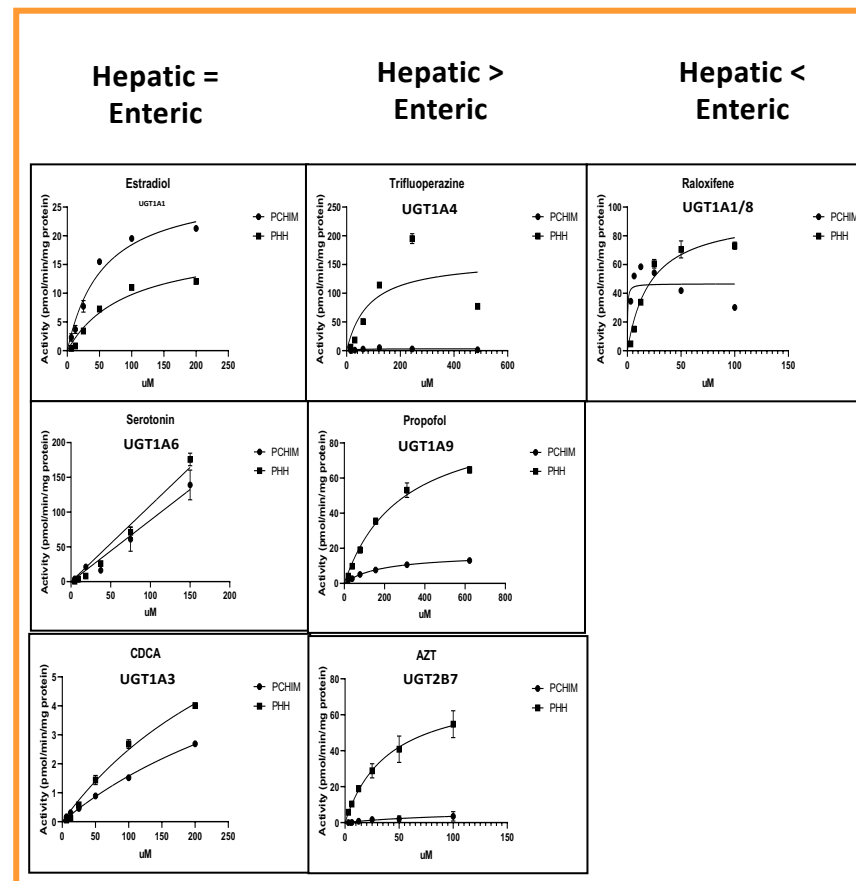 Hepatic =
Enteric
Hepatic >
Enteric
Hepatic <
Enteric
Estradiol
UGT1A1
Activity (pmol/min/mg protein)
25
20
15
10
5
0
0 50 100 150 200 250
uM
PCHIM
PHH
Trifluoperazine
UGT1A4
Activity (pmol/min/mg protein)
250
200
150
100
50
0
0 200 400 600
uM
PCHIM
PHH
Raloxifene
UGT1A1/8
Activity (pmol/min/mg protein)
100
80
60
40
20
0
0 50 100 150
uM
PCHIM
PHH
Serotonin
UGT1A6
Activity (pmol/min/mg protein)
200
150
100
50
0
0 50 100 150 200
uM
PCHIM
PHH
Propofol
UGT1A9
Activity (pmol/min/mg protein)
80
60
40
20
0
0 200 400 600 800
uM
PCHIM
PHH
CDCA
UGT1A3
Activity (pmol/min/mg protein)
5
4
3
2
1
0
0 50 100 150 200 250
uM
PCHIM
PHH
AZT
UGT2B7
Activity (pmol/min/mg protein)
80
60
40
20
0
0 50 100 150
uM
PCHIM
PHH